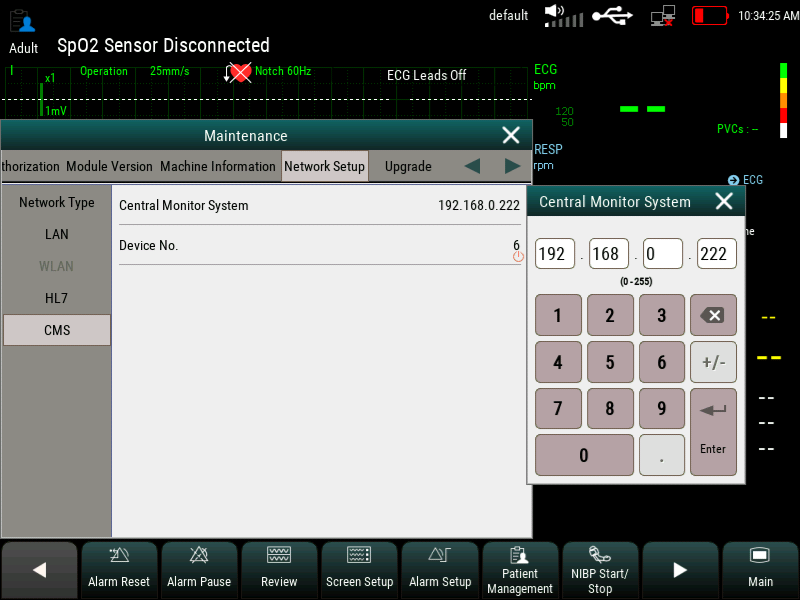 default
10:34:25 AM
Adult
SpO2 Sensor Disconnected
I
x1
Operation
25mm/s
Notch 60Hz
ECG Leads Off
1mV
ECG
bpm
120
50
PVCs : --
RESP
rpm
ECG
Maintenance
thorization
Module Version
Machine Information
Network Setup
Upgrade
Network Type
LAN
WLAN
HL7
CMS
Central Monitor System
192.168.0.222
Device No.
6
Central Monitor System
192 . 168 . 0 . 222
(0-255)
1
2
3
4
5
6
+/-
7
8
9
Enter
0
.
--
--
--
--
--
Alarm Reset
Alarm Pause
Review
Screen Setup
Alarm Setup
Patient
Management
NIBP Start/
Stop
Main